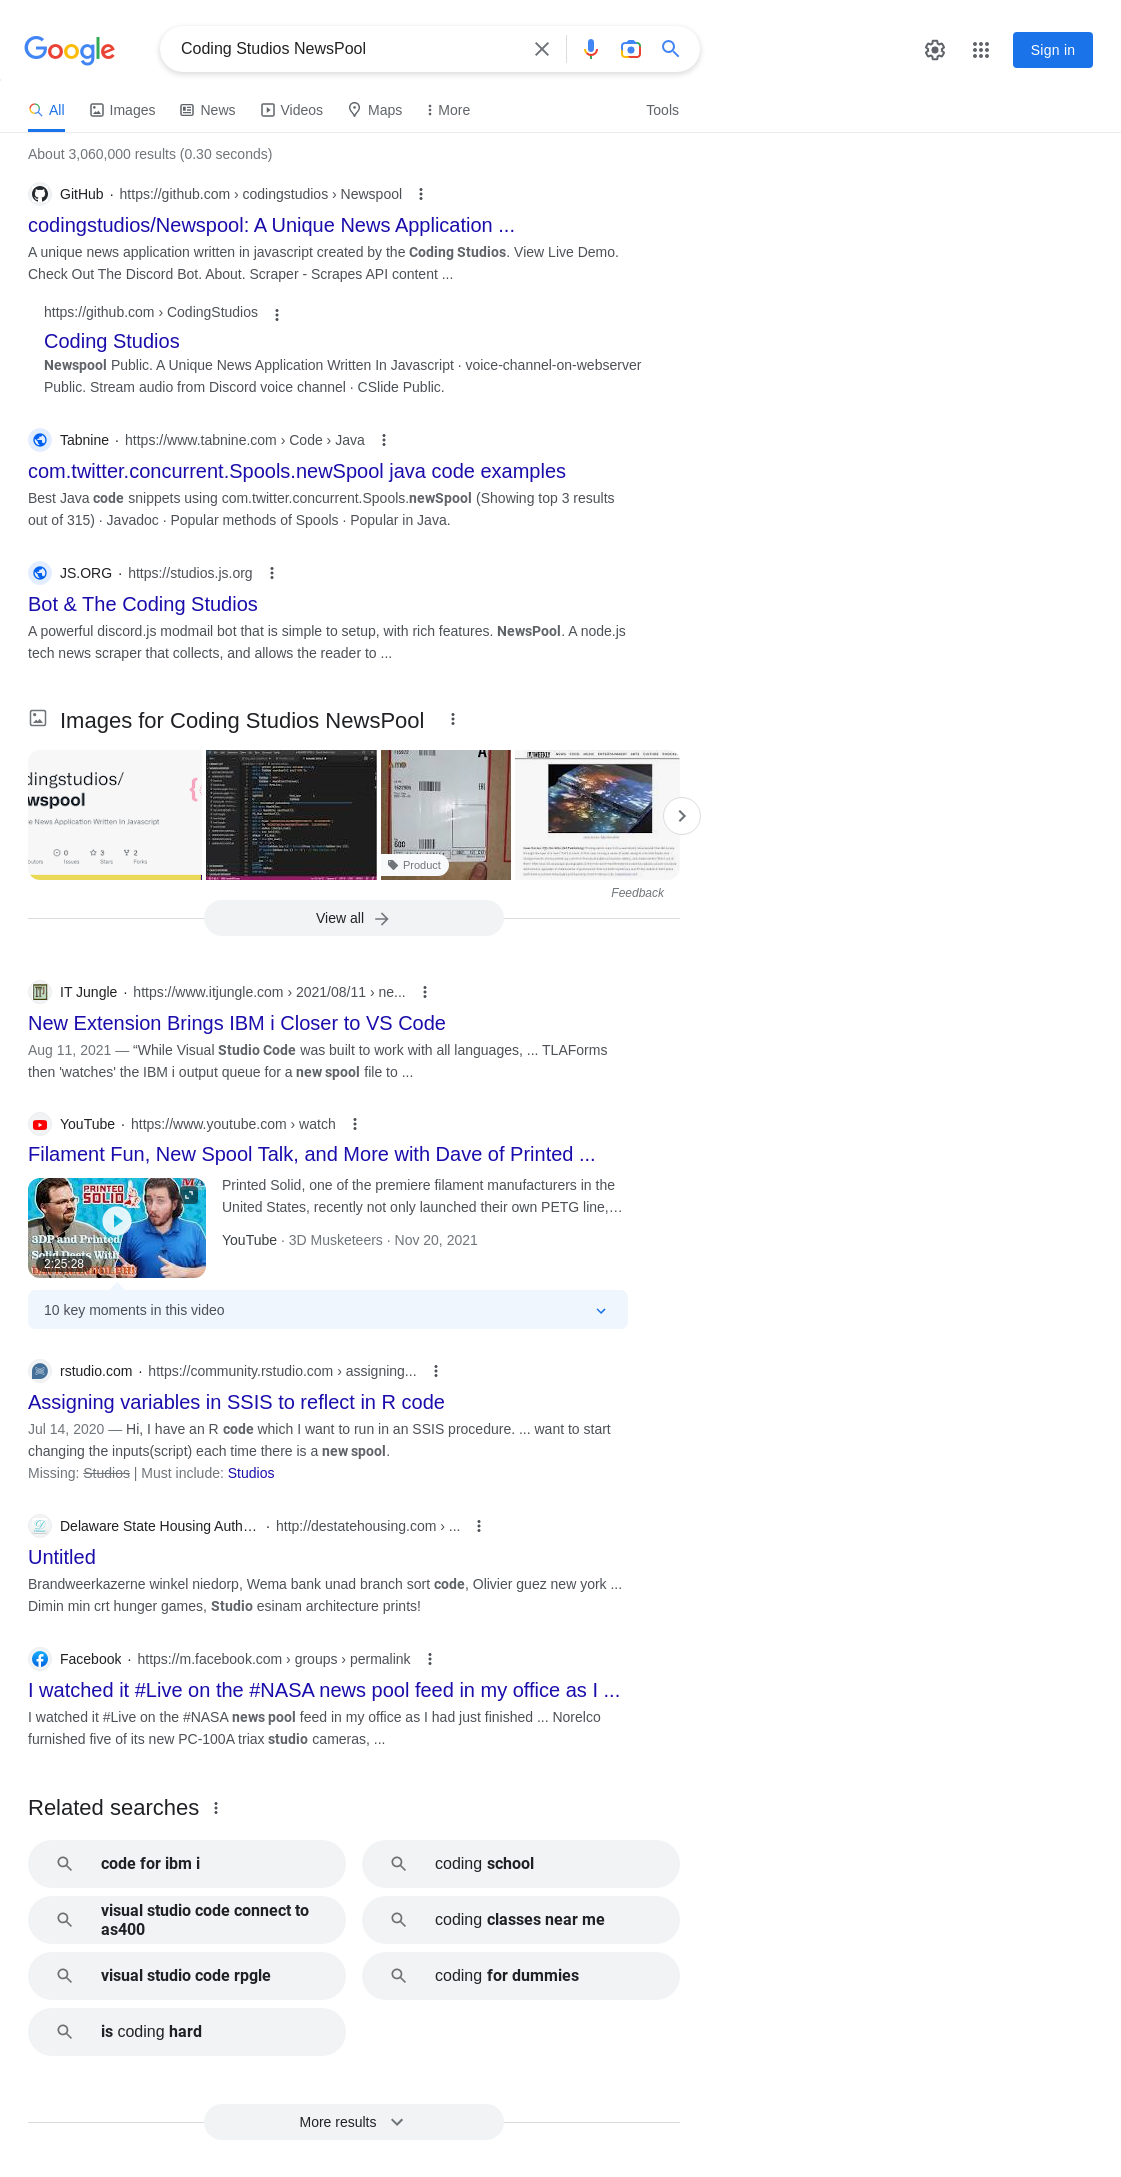 Google
Coding Studios NewsPool
Sign in
All
Images
News
Videos
Maps
More
Tools
About 3,060,000 results (0.30 seconds)
GitHub · https://github.com › codingstudios › Newspool
codingstudios/Newspool: A Unique News Application ...
A unique news application written in javascript created by the Coding Studios. View Live Demo.
Check Out The Discord Bot. About. Scraper - Scrapes API content ...
https://github.com › CodingStudios
Coding Studios
Newspool Public. A Unique News Application Written In Javascript · voice-channel-on-webserver
Public. Stream audio from Discord voice channel · CSlide Public.
Tabnine · https://www.tabnine.com › Code › Java
com.twitter.concurrent.Spools.newSpool java code examples
Best Java code snippets using com.twitter.concurrent.Spools.newSpool (Showing top 3 results
out of 315) · Javadoc · Popular methods of Spools · Popular in Java.
JS.ORG · https://studios.js.org
Bot & The Coding Studios
A powerful discord.js modmail bot that is simple to setup, with rich features. NewsPool. A node.js
tech news scraper that collects, and allows the reader to ...
Images for Coding Studios NewsPool
dingstudios/
wspool
e News Application Written In Javascript
0
3
2
Issues
Stars
Forks
Product
Feedback
View all
IT Jungle · https://www.itjungle.com › 2021/08/11 › ne...
New Extension Brings IBM i Closer to VS Code
Aug 11, 2021 — “While Visual Studio Code was built to work with all languages, ... TLAForms
then 'watches' the IBM i output queue for a new spool file to ...
YouTube · https://www.youtube.com › watch
Filament Fun, New Spool Talk, and More with Dave of Printed ...
PRINTED
SOLID
3DP and Printed
Solid Deets With
2:25:28
Printed Solid, one of the premiere filament manufacturers in the
United States, recently not only launched their own PETG line,…
YouTube · 3D Musketeers · Nov 20, 2021
10 key moments in this video
rstudio.com · https://community.rstudio.com › assigning...
Assigning variables in SSIS to reflect in R code
Jul 14, 2020 — Hi, I have an R code which I want to run in an SSIS procedure. ... want to start
changing the inputs(script) each time there is a new spool.
Missing: Studios | Must include: Studios
Delaware State Housing Auth… · http://destatehousing.com › ...
Untitled
Brandweerkazerne winkel niedorp, Wema bank unad branch sort code, Olivier guez new york ...
Dimin min crt hunger games, Studio esinam architecture prints!
Facebook · https://m.facebook.com › groups › permalink
I watched it #Live on the #NASA news pool feed in my office as I ...
I watched it #Live on the #NASA news pool feed in my office as I had just finished ... Norelco
furnished five of its new PC-100A triax studio cameras, ...
Related searches
code for ibm i
coding school
visual studio code connect to
as400
coding classes near me
visual studio code rpgle
coding for dummies
is coding hard
More results